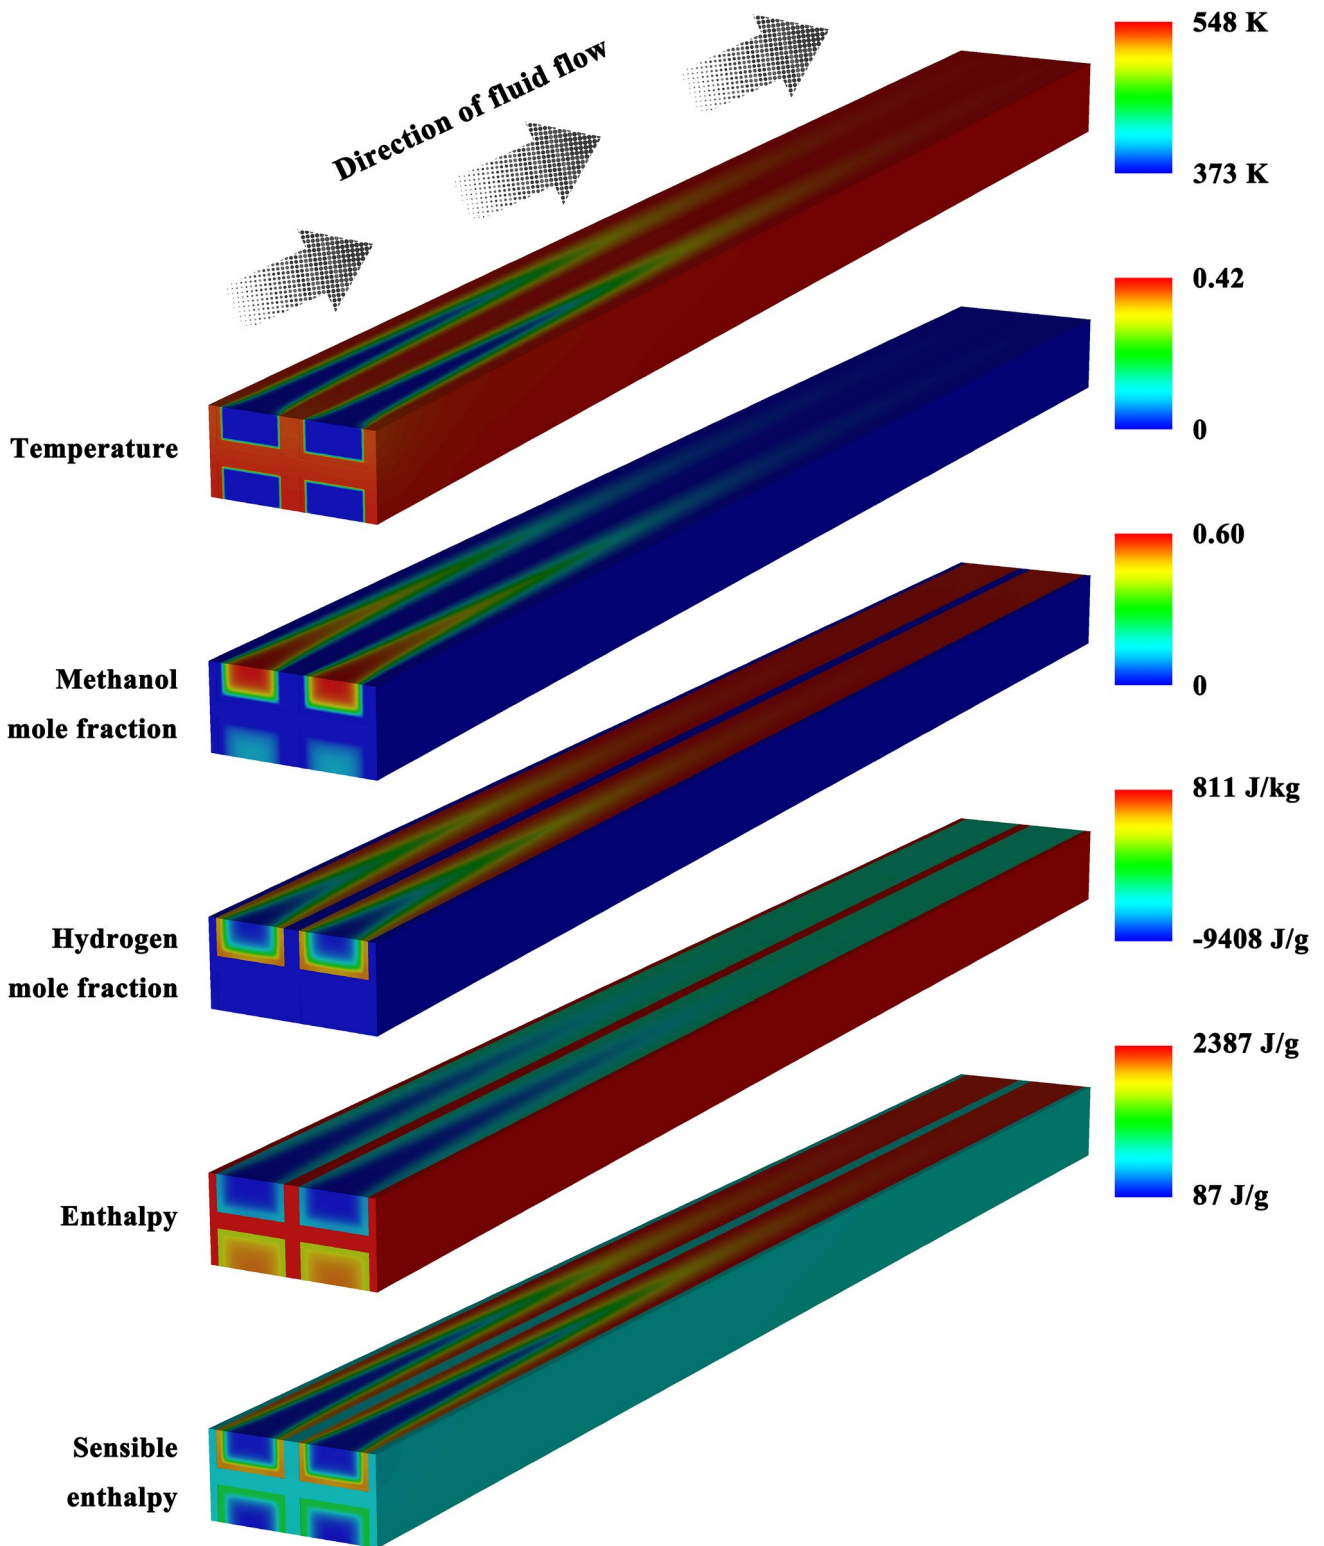 548 K
Direction of fluid flow
373 K
0.42
0
Temperature
0.60
0
Methanol
mole fraction
811 J/kg
-9408 J/g
Hydrogen
mole fraction
2387 J/g
87 J/g
Enthalpy
Sensible
enthalpy